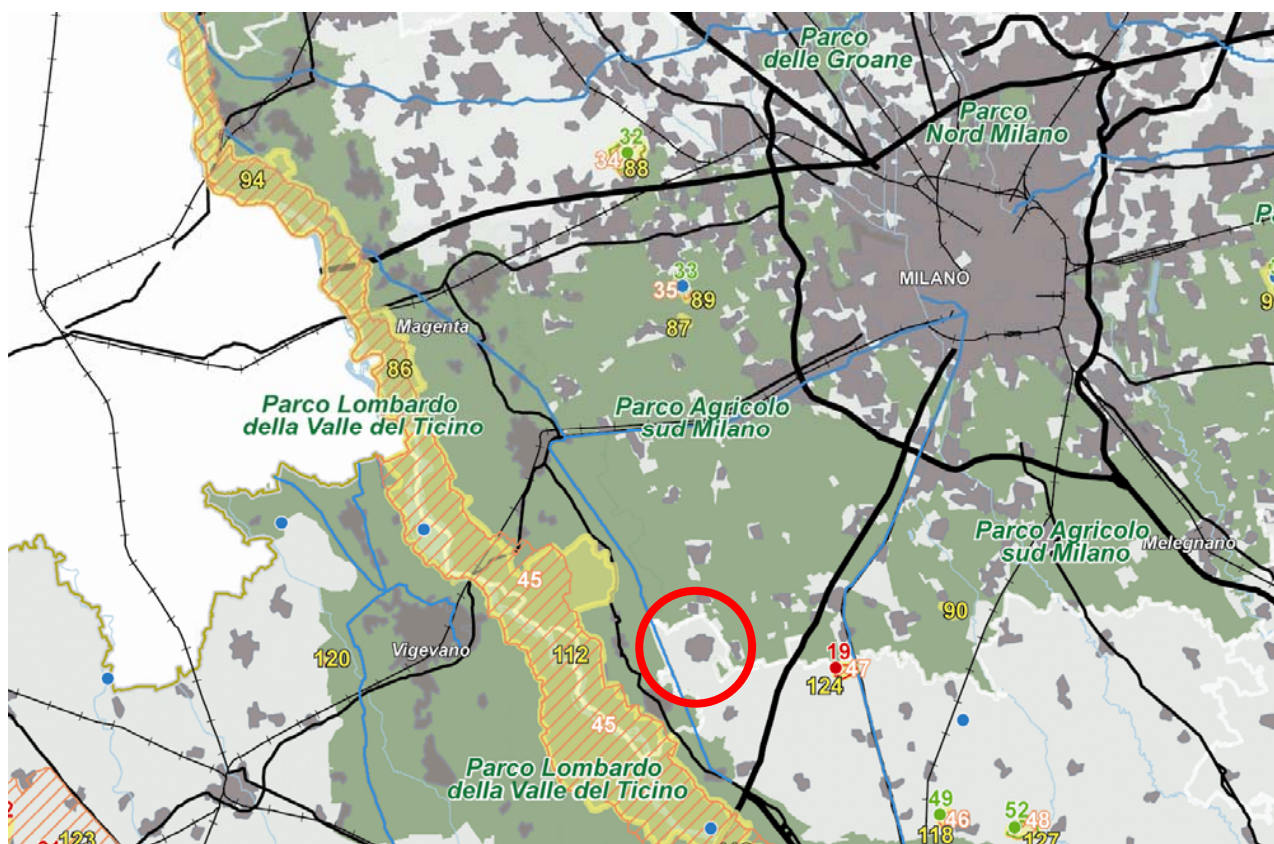 Parco
delle Groane
Parco
Nord Milano
32
34
88
94
33
35
89
87
MILANO
Magenta
86
Parco Lombardo
della Valle del Ticino
Parco Agricolo
sud Milano
Parco Agricolo
sud Milano
Melegnano
45
90
120
Vigevano
112
19
47
124
45
Parco Lombardo
della Valle del Ticino
49
46
118
52
48
127
123